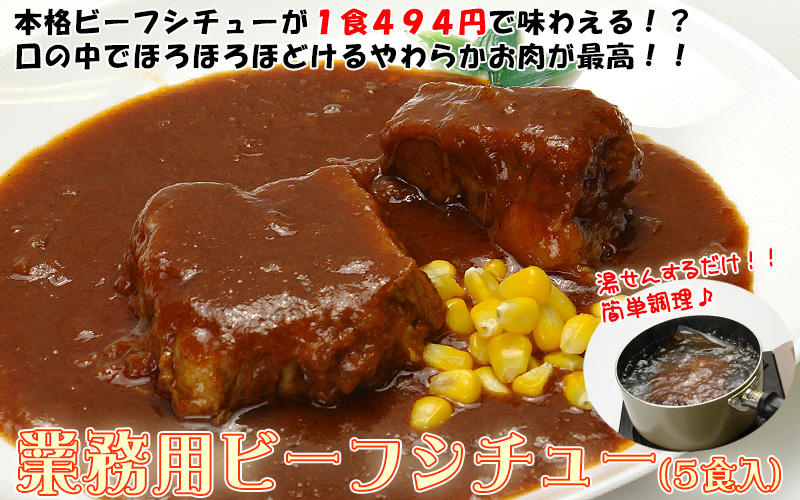 本格ビーフシチューが１食４９４円で味わえる！？
口の中でほろほろほどけるやわらかお肉が最高！！
湯せんするだけ！！
簡単調理♪
業務用ビーフシチュー(５食入)